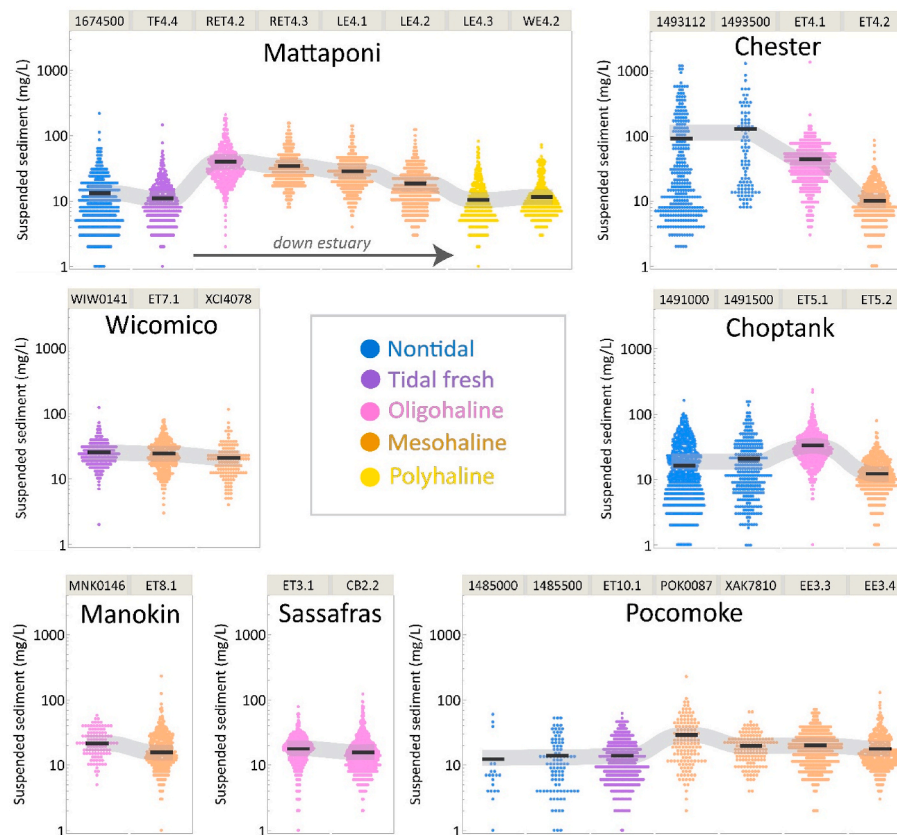 1674500 TF4.4 RET4.2 RET4.3 LE4.1 LE4.2 LE4.3 WE4.2
Mattaponi
Suspended sediment (mg/L)
1000
100
10
1
down estuary
1493112 1493500 ET4.1 ET4.2
Chester
Suspended sediment (mg/L)
1000
100
10
1
WIW0141 ET7.1 XCI4078
Wicomico
Suspended sediment (mg/L)
1000
100
10
1
Nontidal
Tidal fresh
Oligohaline
Mesohaline
Polyhaline
1491000 1491500 ET5.1 ET5.2
Choptank
Suspended sediment (mg/L)
1000
100
10
1
MNK0146 ET8.1
Manokin
Suspended sediment (mg/L)
1000
100
10
1
ET3.1 CB2.2
Sassafras
Suspended sediment (mg/L)
1000
100
10
1
1485000 1485500 ET10.1 POK0087 XAK7810 EE3.3 EE3.4
Pocomoke
Suspended sediment (mg/L)
1000
100
10
1